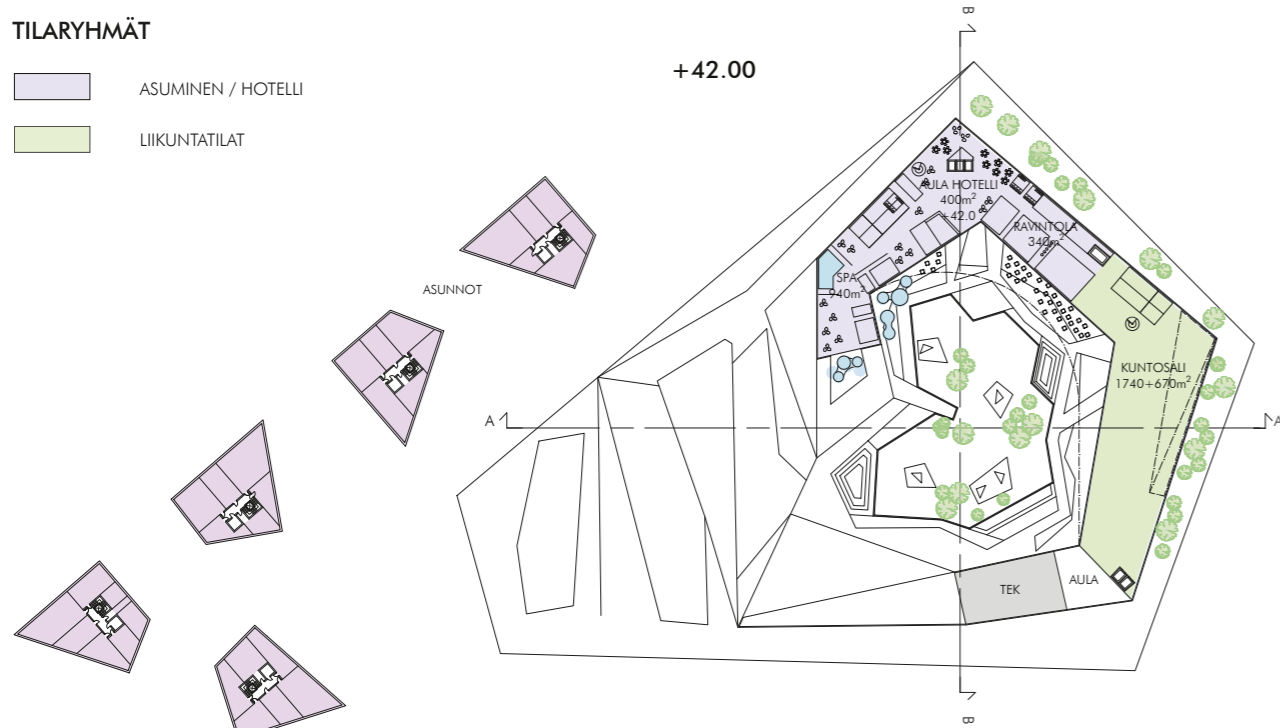 TILARYHMÄT
ASUMINEN / HOTELLI
LIIKUNTATILAT
+42.00
ASUNNOT
B
AULA HOTELLI
400m²
+42.0
RAVINTOLA
340m²
SPA
940m²
KUNTOSALI
1740+670m²
A
A
TEK
AULA
B